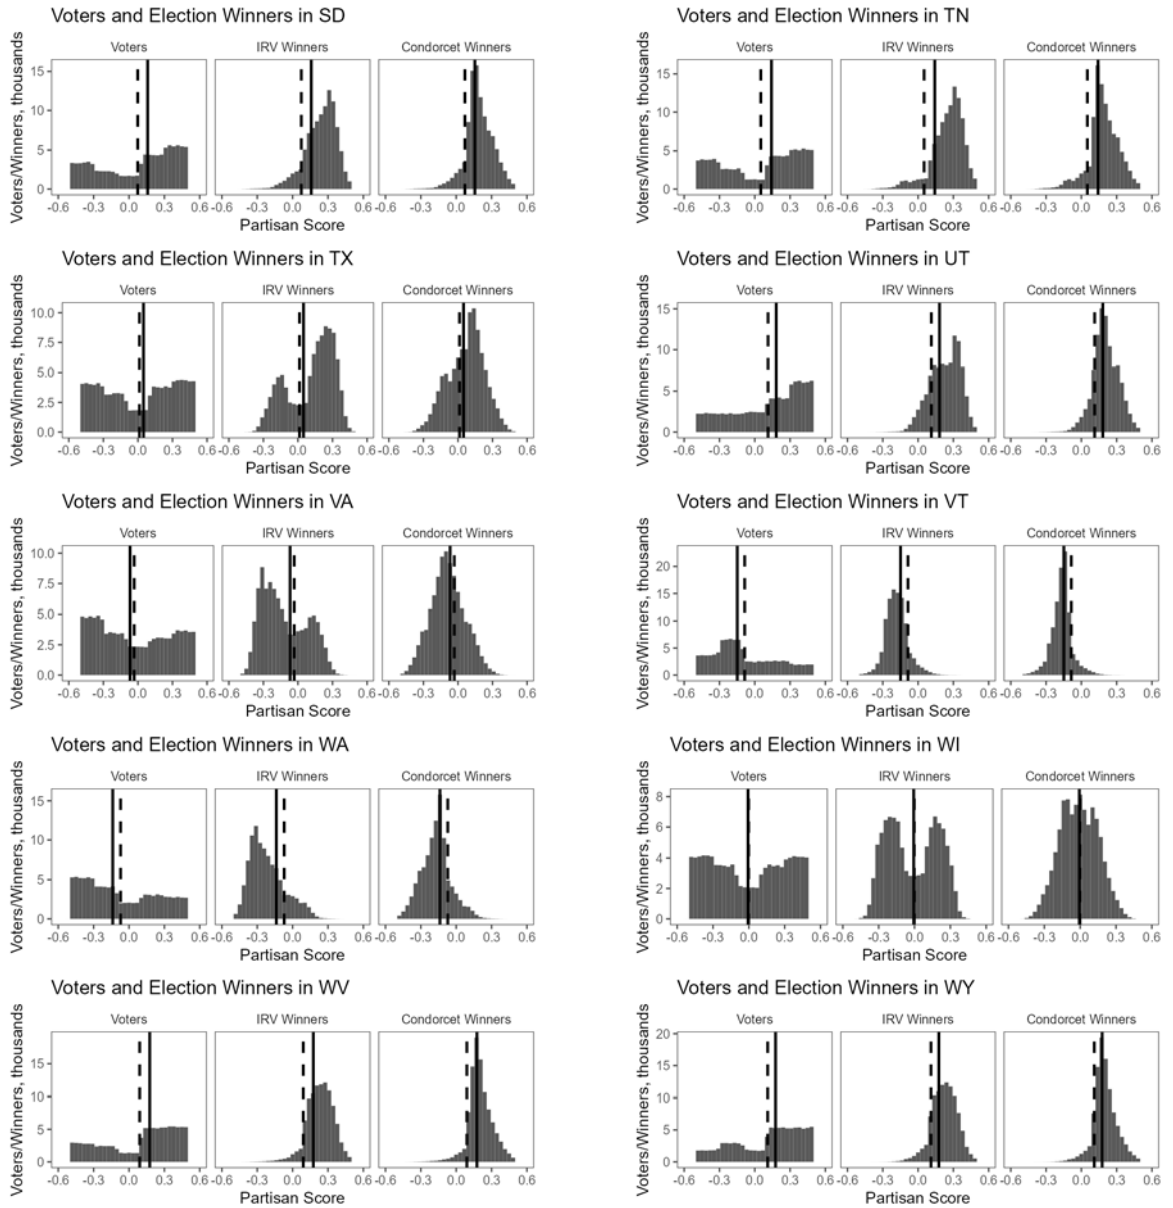 Voters and Election Winners in SD
Voters IRV Winners Condorcet Winners
Voters/Winners, thousands
15
10
5
0
-0.6 -0.3 0.0 0.3 0.6 -0.6 -0.3 0.0 0.3 0.6 -0.6 -0.3 0.0 0.3 0.6
Partisan Score
Voters and Election Winners in TN
Voters IRV Winners Condorcet Winners
Voters/Winners, thousands
15
10
5
0
-0.6 -0.3 0.0 0.3 0.6 -0.6 -0.3 0.0 0.3 0.6 -0.6 -0.3 0.0 0.3 0.6
Partisan Score
Voters and Election Winners in TX
Voters IRV Winners Condorcet Winners
Voters/Winners, thousands
10.0
7.5
5.0
2.5
0.0
-0.6 -0.3 0.0 0.3 0.6 -0.6 -0.3 0.0 0.3 0.6 -0.6 -0.3 0.0 0.3 0.6
Partisan Score
Voters and Election Winners in UT
Voters IRV Winners Condorcet Winners
Voters/Winners, thousands
15
10
5
0
-0.6 -0.3 0.0 0.3 0.6 -0.6 -0.3 0.0 0.3 0.6 -0.6 -0.3 0.0 0.3 0.6
Partisan Score
Voters and Election Winners in VA
Voters IRV Winners Condorcet Winners
Voters/Winners, thousands
10.0
7.5
5.0
2.5
0.0
-0.6 -0.3 0.0 0.3 0.6 -0.6 -0.3 0.0 0.3 0.6 -0.6 -0.3 0.0 0.3 0.6
Partisan Score
Voters and Election Winners in VT
Voters IRV Winners Condorcet Winners
Voters/Winners, thousands
20
15
10
5
0
-0.6 -0.3 0.0 0.3 0.6 -0.6 -0.3 0.0 0.3 0.6 -0.6 -0.3 0.0 0.3 0.6
Partisan Score
Voters and Election Winners in WA
Voters IRV Winners Condorcet Winners
Voters/Winners, thousands
15
10
5
0
-0.6 -0.3 0.0 0.3 0.6 -0.6 -0.3 0.0 0.3 0.6 -0.6 -0.3 0.0 0.3 0.6
Partisan Score
Voters and Election Winners in WI
Voters IRV Winners Condorcet Winners
Voters/Winners, thousands
8
6
4
2
0
-0.6 -0.3 0.0 0.3 0.6 -0.6 -0.3 0.0 0.3 0.6 -0.6 -0.3 0.0 0.3 0.6
Partisan Score
Voters and Election Winners in WV
Voters IRV Winners Condorcet Winners
Voters/Winners, thousands
15
10
5
0
-0.6 -0.3 0.0 0.3 0.6 -0.6 -0.3 0.0 0.3 0.6 -0.6 -0.3 0.0 0.3 0.6
Partisan Score
Voters and Election Winners in WY
Voters IRV Winners Condorcet Winners
Voters/Winners, thousands
20
15
10
5
0
-0.6 -0.3 0.0 0.3 0.6 -0.6 -0.3 0.0 0.3 0.6 -0.6 -0.3 0.0 0.3 0.6
Partisan Score